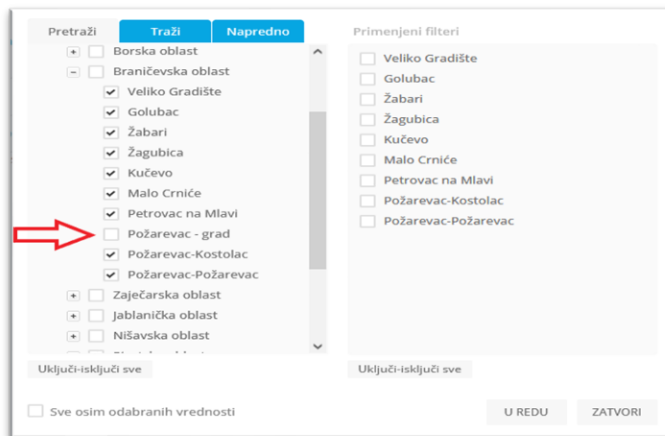 Pretraži
Traži
Napredno
Borska oblast
Braničevska oblast
Veliko Gradište
Golubac
Žabari
Žagubica
Kučevo
Malo Crniće
Petrovac na Mlavi
Požarevac - grad
Požarevac-Kostolac
Požarevac-Požarevac
Zaječarska oblast
Jablanička oblast
Nišavska oblast
Uključi-isključi sve
Primenjeni filteri
Veliko Gradište
Golubac
Žabari
Žagubica
Kučevo
Malo Crniće
Petrovac na Mlavi
Požarevac-Kostolac
Požarevac-Požarevac
Uključi-isključi sve
Sve osim odabranih vrednosti
U REDU
ZATVORI